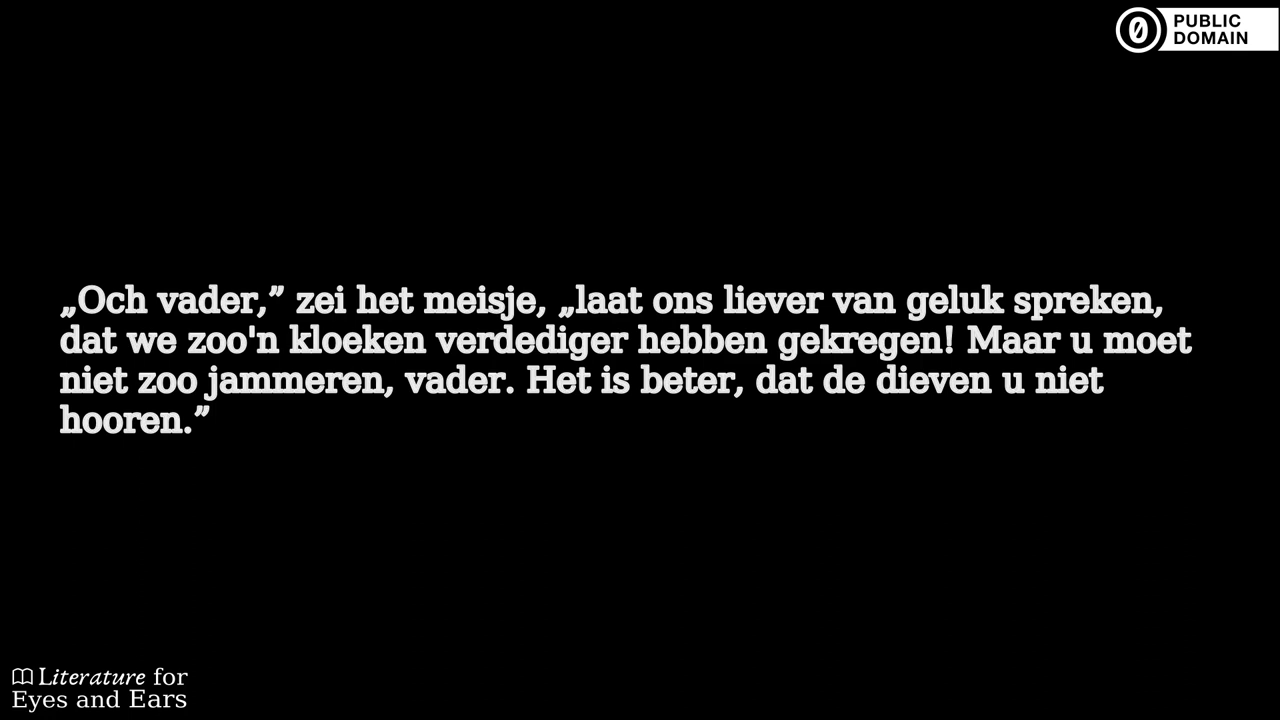 PUBLIC
DOMAIN
„Och vader,” zei het meisje, „laat ons liever van geluk spreken,
dat we zoo'n kloeken verdediger hebben gekregen! Maar u moet
niet zoo jammeren, vader. Het is beter, dat de dieven u niet
hooren.”
Literature for
Eyes and Ears